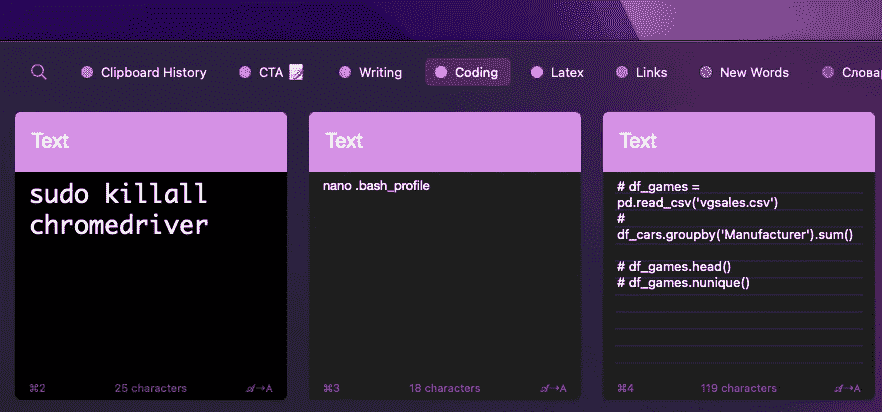 Clipboard History
CTA 📝
Writing
Coding
Latex
Links
New Words
Text
sudo killall
chromedriver
⌘2
25 characters
Text
nano .bash_profile
⌘3
18 characters
Text
# df_games =
pd.read_csv('vgsales.csv')
#
df_cars.groupby('Manufacturer').sum()
# df_games.head()
# df_games.nunique()
⌘4
119 characters